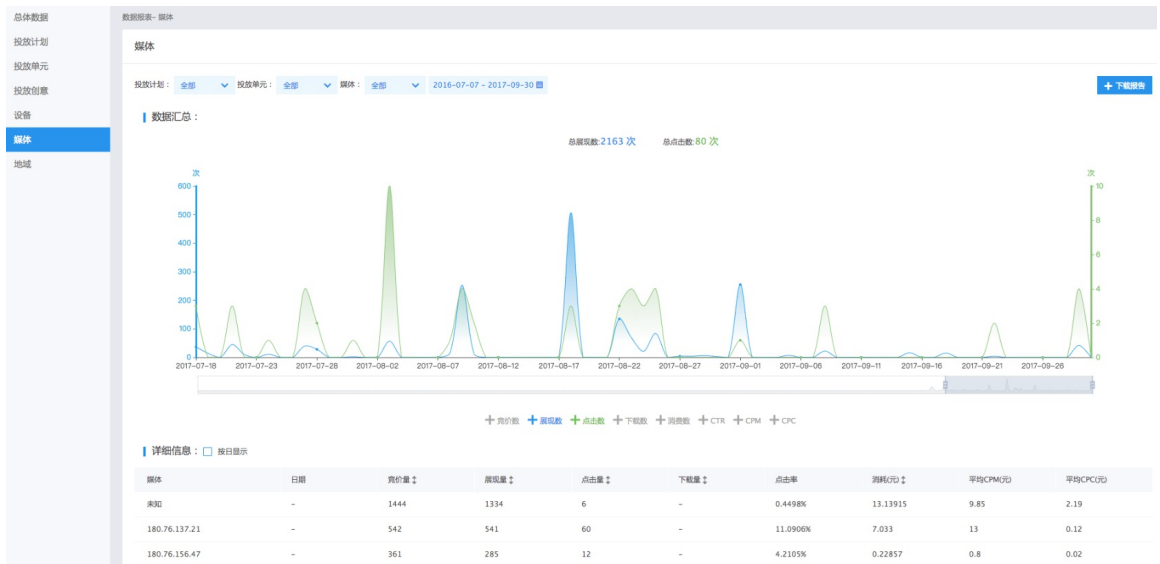 总体数据
投放计划
投放单元
投放创意
设备
媒体
地域
数据报表- 媒体
媒体
投放计划： 全部 投放单元： 全部 媒体： 全部 2016-07-07 - 2017-09-30
+ 下载报告
数据汇总：
总展现数:2163 次 总点击数:80 次
次 次
600 10
500
8
400
6
300
4
200
2
100
0 0
2017-07-18 2017-07-23 2017-07-28 2017-08-02 2017-08-07 2017-08-12 2017-08-17 2017-08-22 2017-08-27 2017-09-01 2017-09-06 2017-09-11 2017-09-16 2017-09-21 2017-09-26
竞价数 展现数 点击数 下载数 消费数 CTR CPM CPC
详细信息： 按日显示
媒体 日期 竞价量 展现量 点击量 下载量 点击率 消耗(元) 平均CPM(元) 平均CPC(元)
未知 - 1444 1334 6 - 0.4498% 13.13915 9.85 2.19
180.76.137.21 - 542 541 60 - 11.0906% 7.033 13 0.12
180.76.156.47 - 361 285 12 - 4.2105% 0.22857 0.8 0.02